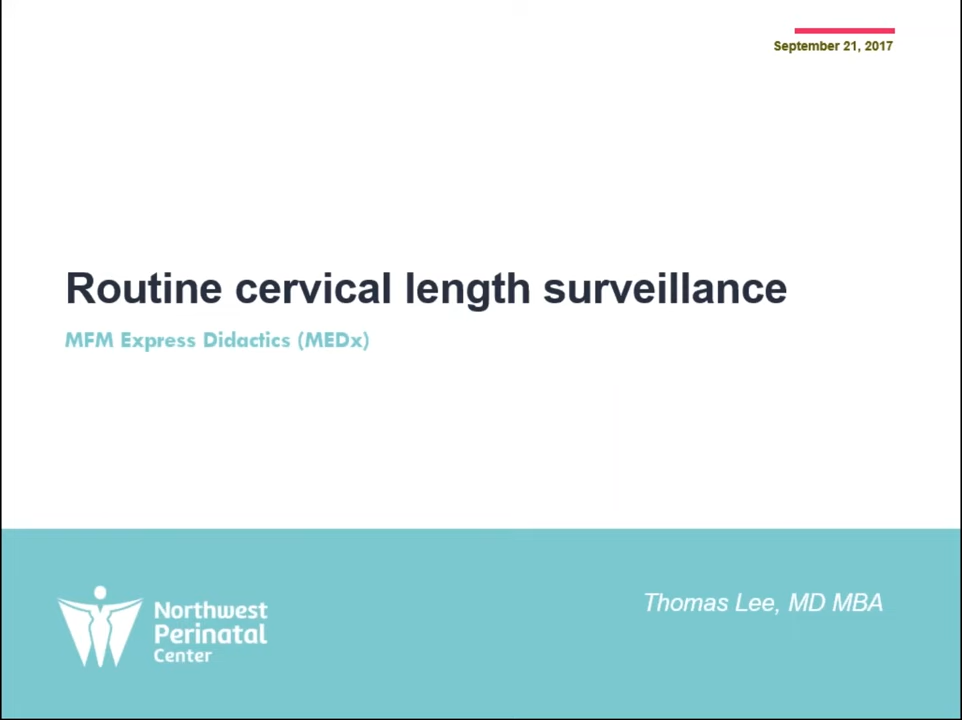 September 21, 2017
Routine cervical length surveillance
MFM Express Didactics (MEDx)
Northwest
Perinatal
Center
Thomas Lee, MD MBA